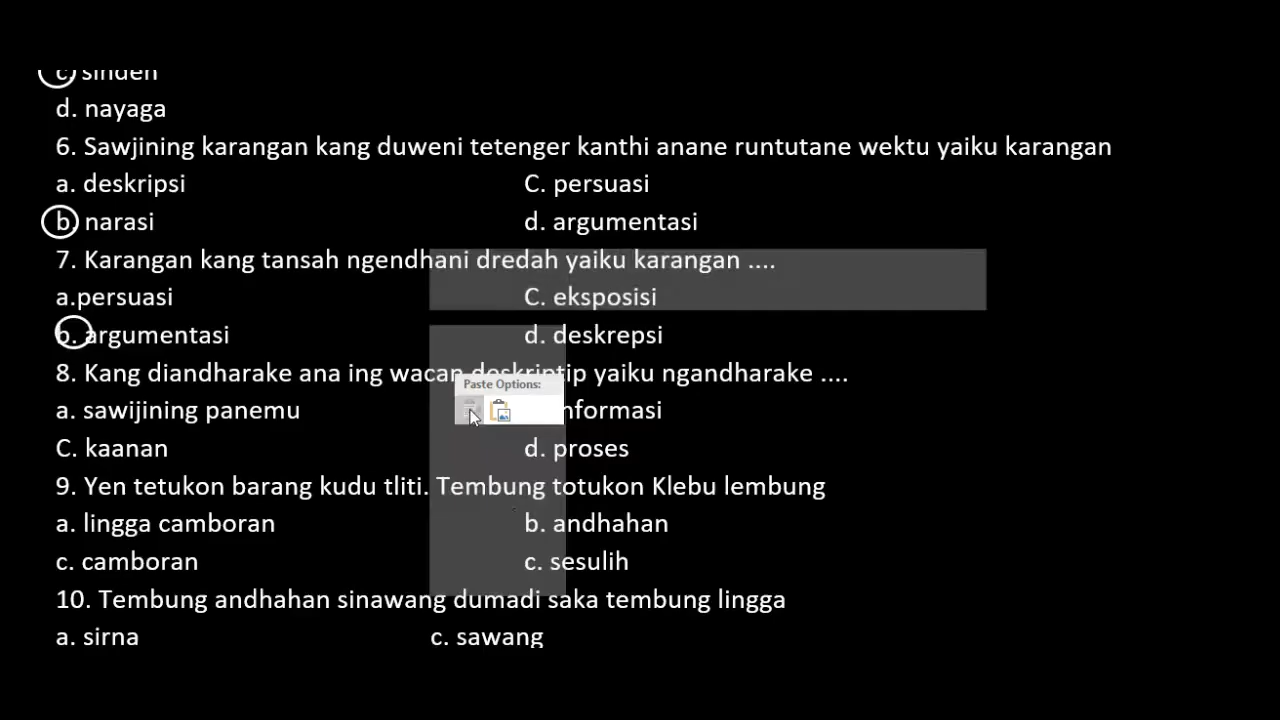 c. sinden
d. nayaga
6. Sawjining karangan kang duweni tetenger kanthi anane runtutane wektu yaiku karangan
a. deskripsi C. persuasi
b. narasi d. argumentasi
7. Karangan kang tansah ngendhani dredah yaiku karangan ....
a.persuasi C. eksposisi
b. argumentasi d. deskrepsi
8. Kang diandharake ana ing wacan deskriptip yaiku ngandharake ....
Paste Options:
a. sawijining panemu nformasi
C. kaanan d. proses
9. Yen tetukon barang kudu tliti. Tembung totukon Klebu lembung
a. lingga camboran b. andhahan
c. camboran c. sesulih
10. Tembung andhahan sinawang dumadi saka tembung lingga
a. sirna c. sawang